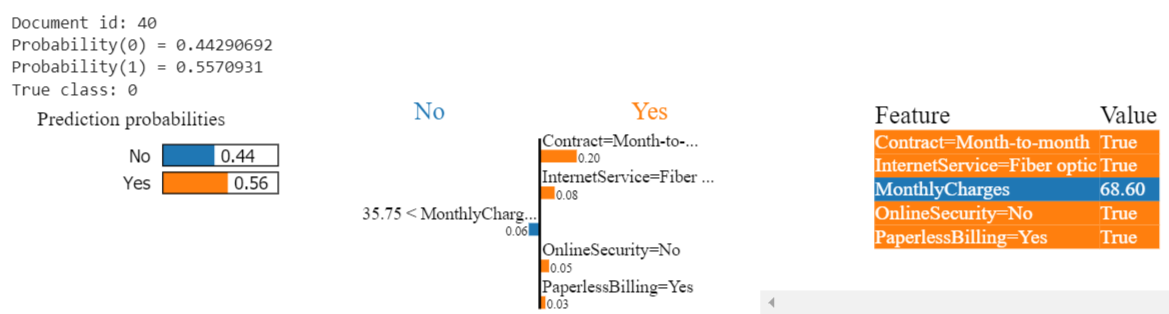 Document id: 40
Probability(0) = 0.44290692
Probability(1) = 0.5570931
True class: 0
Prediction probabilities
No 0.44
Yes 0.56
No Yes
Contract=Month-to-...
0.20
InternetService=Fiber ...
0.08
35.75 < MonthlyCharg...
0.06
OnlineSecurity=No
0.05
PaperlessBilling=Yes
0.03
Feature Value
Contract=Month-to-month True
InternetService=Fiber optic True
MonthlyCharges 68.60
OnlineSecurity=No True
PaperlessBilling=Yes True